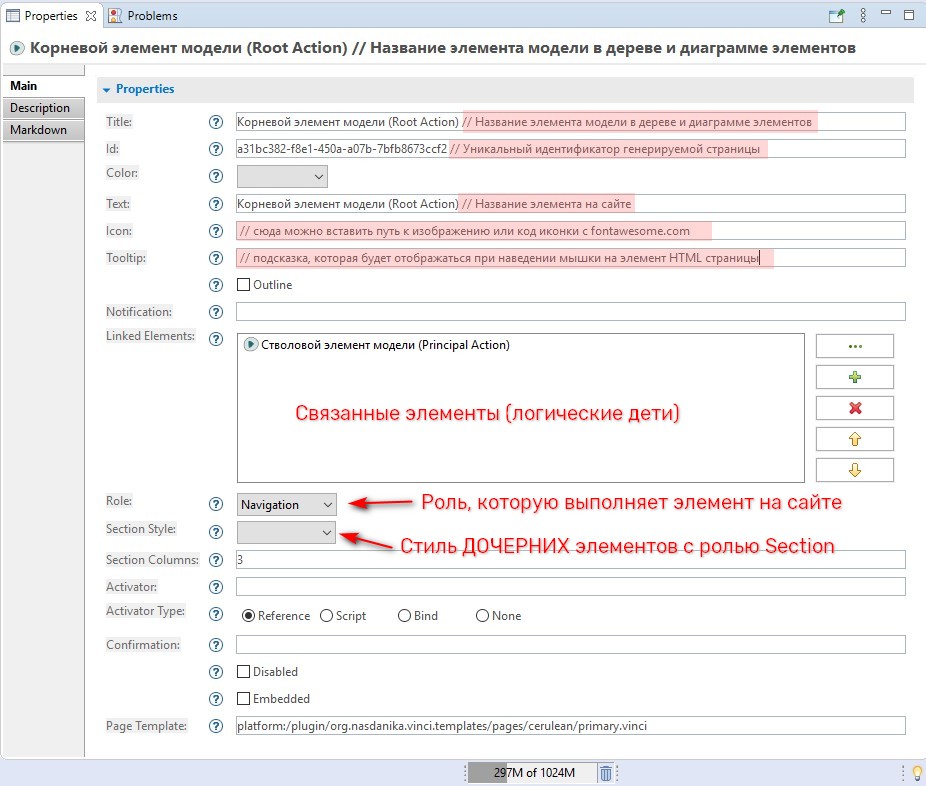 Properties Problems
Корневой элемент модели (Root Action) // Название элемента модели в дереве и диаграмме элементов
Main
Description
Markdown
Properties
Title: Корневой элемент модели (Root Action) // Название элемента модели в дереве и диаграмме элементов
Id: a31bc382-f8e1-450a-a07b-7bfb8673ccf2 // Уникальный идентификатор генерируемой страницы
Color:
Text: Корневой элемент модели (Root Action) // Название элемента на сайте
Icon: // сюда можно вставить путь к изображению или код иконки с fontawesome.com
Tooltip: // подсказка, которая будет отображаться при наведении мышки на элемент HTML страницы
Outline
Notification:
Linked Elements: Стволовой элемент модели (Principal Action)
Связанные элементы (логические дети)
Role: Navigation Роль, которую выполняет элемент на сайте
Section Style: Стиль ДОЧЕРНИХ элементов с ролью Section
Section Columns: 3
Activator:
Activator Type: Reference Script Bind None
Confirmation:
Disabled
Embedded
Page Template: platform:/plugin/org.nasdanika.vinci.templates/pages/cerulean/primary.vinci
297M of 1024M